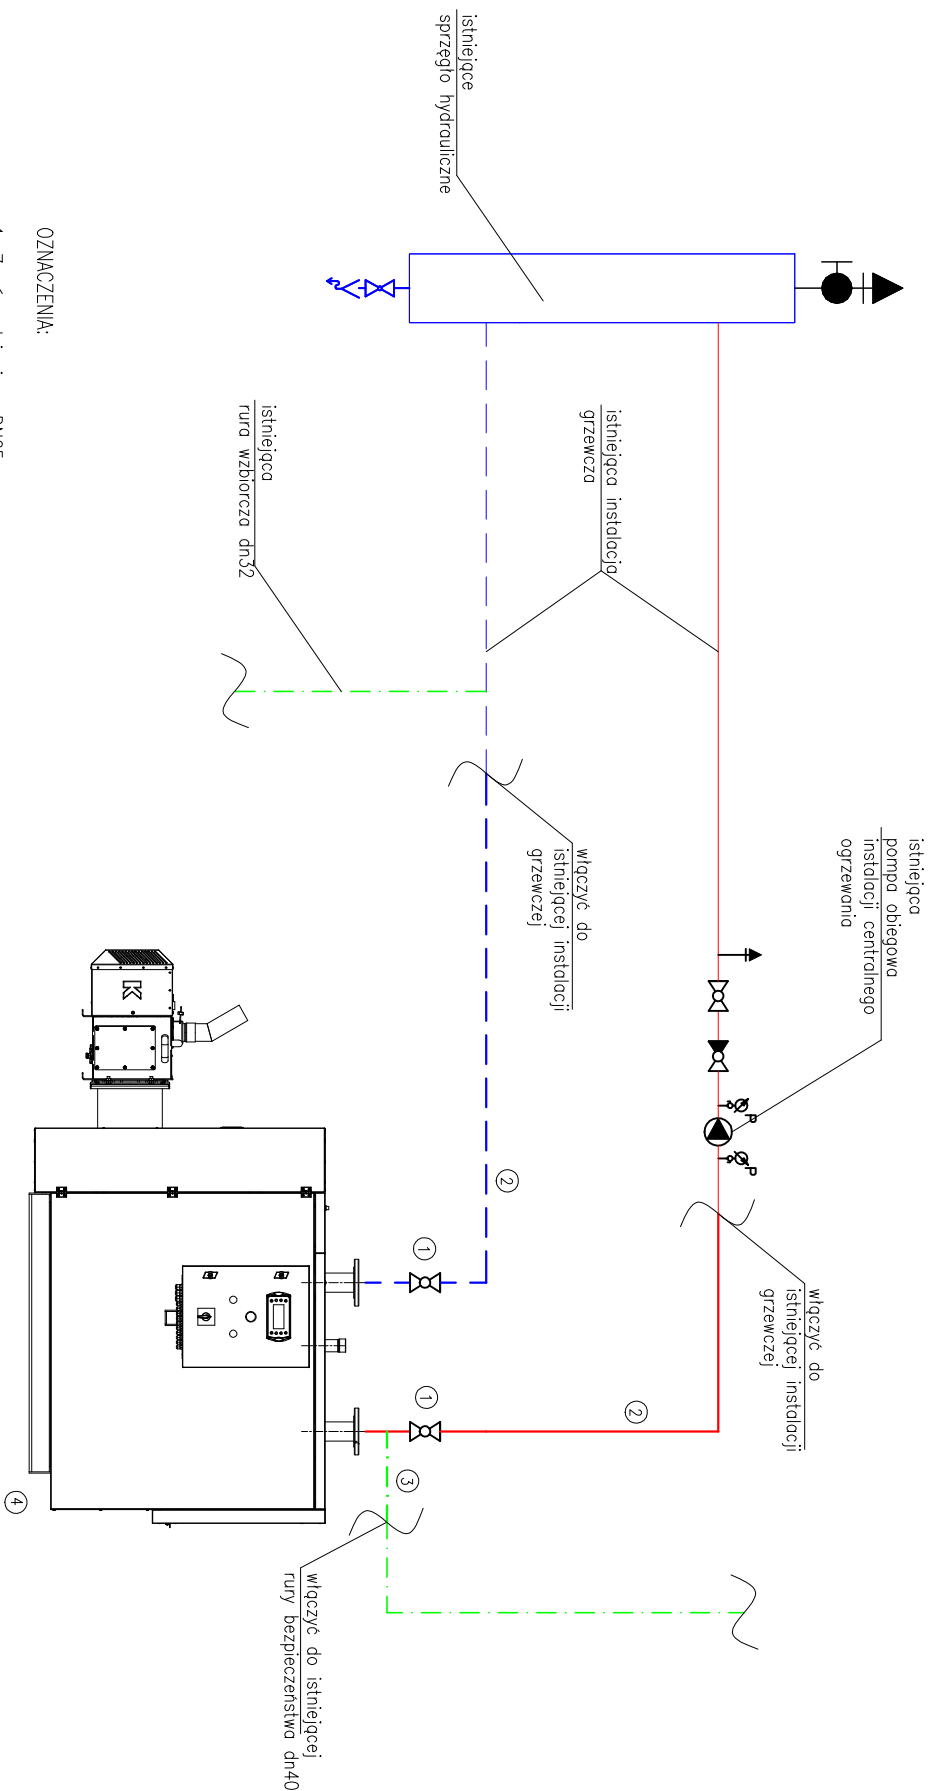 istniejące
sprzęgło hydrauliczne
istniejąca instalacja
grzewcza
istniejąca
rura wzbiorcza dn32
istniejąca
pompa obiegowa
instalacji centralnego
ogrzewania
włączyć do
istniejącej instalacji
grzewczej
P
P
włączyć do
istniejącej instalacji
grzewczej
2
1
1
2
3
4
K
włączyć do istniejącej
rury bezpieczeństwa dn40
OZNACZENIA: